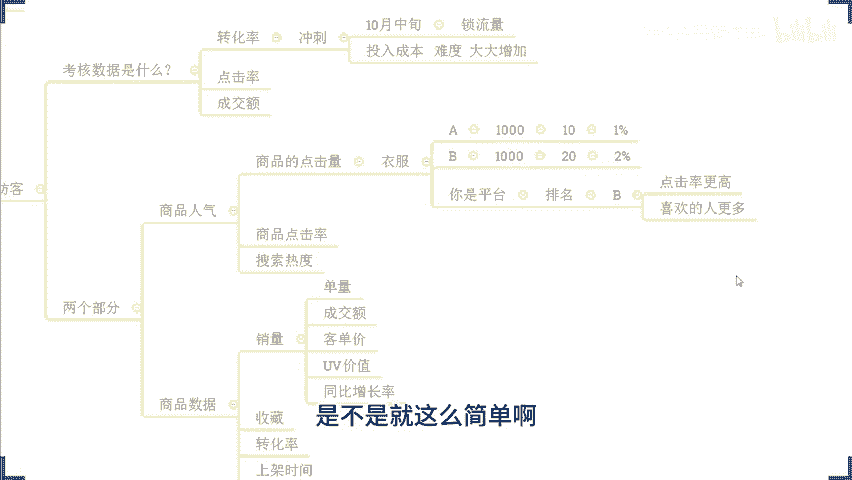 10月中旬 锁流量
转化率 冲刺
投入成本 难度 大大增加
考核数据是什么？
点击率
成交额
A 1000 10 1%
商品的点击量 衣服
B 1000 20 2%
点击率更高
访客
你是平台 排名 B
喜欢的人更多
商品人气
商品点击率
搜索热度
单量
两个部分
成交额
销量 客单价
UV价值
同比增长率
商品数据
收藏
是不是就这么简单啊
转化率
上架时间